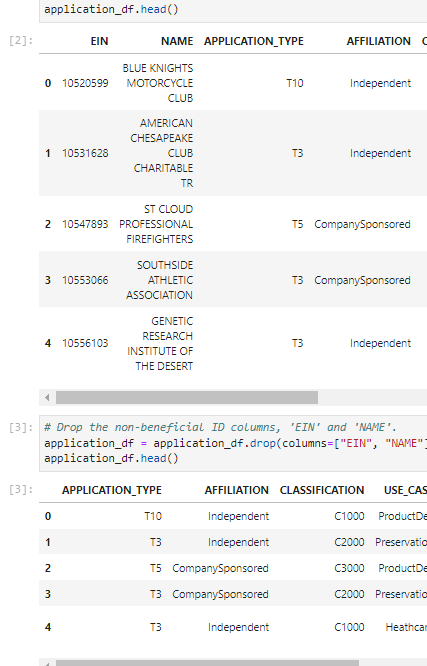 application_df.head()
[2]:
EIN NAME APPLICATION_TYPE AFFILIATION C
0 10520599 BLUE KNIGHTS MOTORCYCLE CLUB T10 Independent
1 10531628 AMERICAN CHESAPEAKE CLUB CHARITABLE TR T3 Independent
2 10547893 ST CLOUD PROFESSIONAL FIREFIGHTERS T5 CompanySponsored
3 10553066 SOUTHSIDE ATHLETIC ASSOCIATION T3 CompanySponsored
4 10556103 GENETIC RESEARCH INSTITUTE OF THE DESERT T3 Independent
[3]:
# Drop the non-beneficial ID columns, 'EIN' and 'NAME'.
application_df = application_df.drop(columns=["EIN", "NAME"]
application_df.head()
[3]:
APPLICATION_TYPE AFFILIATION CLASSIFICATION USE_CAS
0 T10 Independent C1000 ProductDe
1 T3 Independent C2000 Preservatio
2 T5 CompanySponsored C3000 ProductDe
3 T3 CompanySponsored C2000 Preservatio
4 T3 Independent C1000 Heathcar